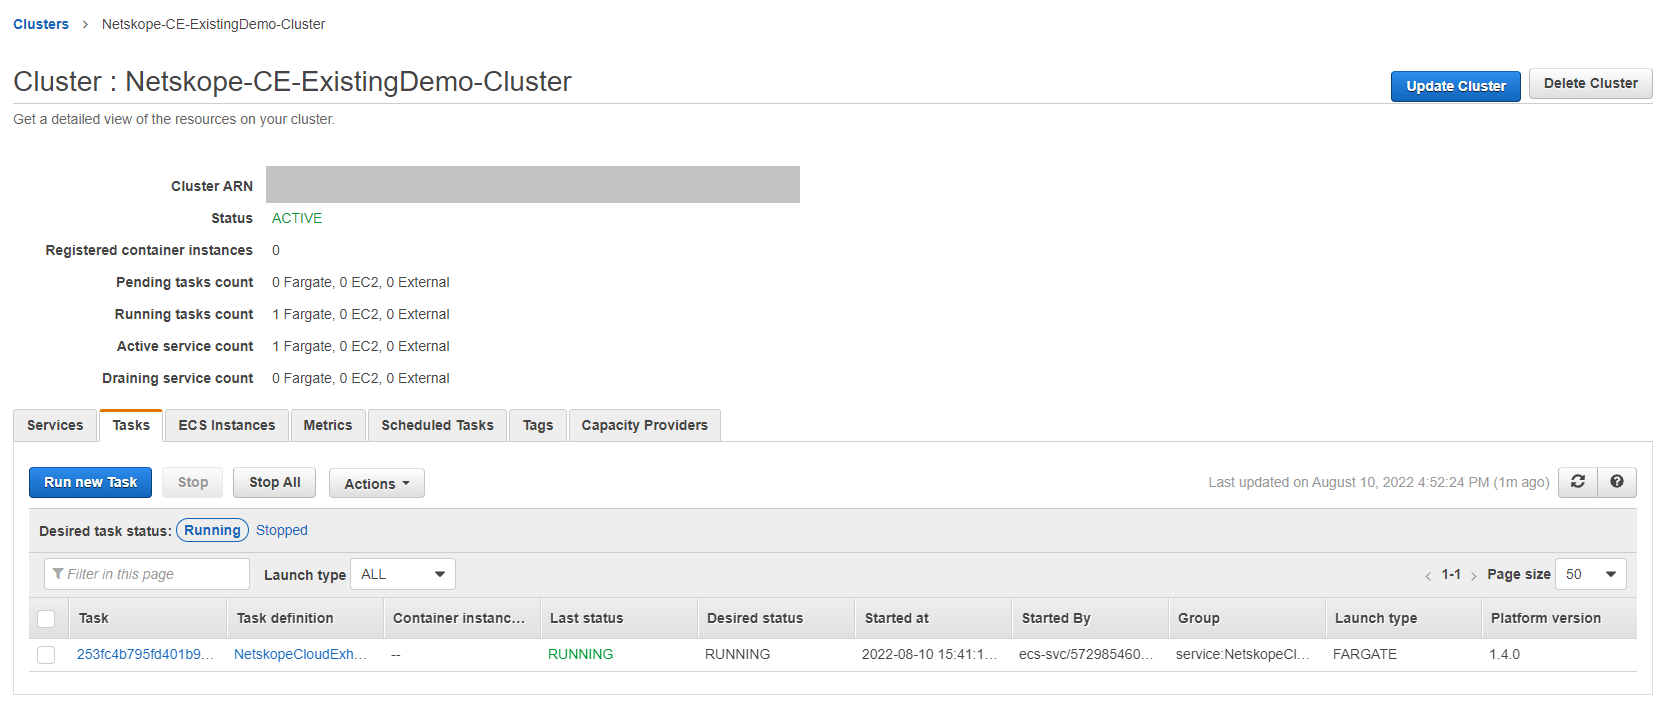 Clusters > Netskope-CE-ExistingDemo-Cluster
Cluster : Netskope-CE-ExistingDemo-Cluster
Update Cluster Delete Cluster
Get a detailed view of the resources on your cluster.
Cluster ARN
Status ACTIVE
Registered container instances 0
Pending tasks count 0 Fargate, 0 EC2, 0 External
Running tasks count 1 Fargate, 0 EC2, 0 External
Active service count 1 Fargate, 0 EC2, 0 External
Draining service count 0 Fargate, 0 EC2, 0 External
Services Tasks ECS Instances Metrics Scheduled Tasks Tags Capacity Providers
Run new Task Stop Stop All Actions Last updated on August 10, 2022 4:52:24 PM (1m ago)
Desired task status: Running Stopped
Filter in this page Launch type ALL < 1-1 > Page size 50
Task Task definition Container instanc... Last status Desired status Started at Started By Group Launch type Platform version
253fc4b795fd401b9... NetskopeCloudExh... -- RUNNING RUNNING 2022-08-10 15:41:1... ecs-svc/572985460... service:NetskopeCl... FARGATE 1.4.0